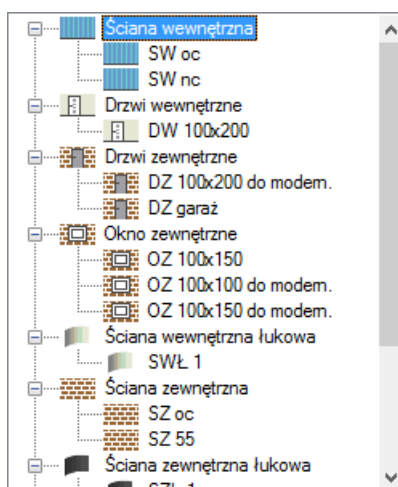 Ściana wewnętrzna
SW oc
SW nc
Drzwi wewnętrzne
DW 100x200
Drzwi zewnętrzne
DZ 100x200 do modern.
DZ garaż
Okno zewnętrzne
OZ 100x150
OZ 100x100 do modern.
OZ 100x150 do modern.
Ściana wewnętrzna łukowa
SWŁ 1
Ściana zewnętrzna
SZ oc
SZ 55
Ściana zewnętrzna łukowa